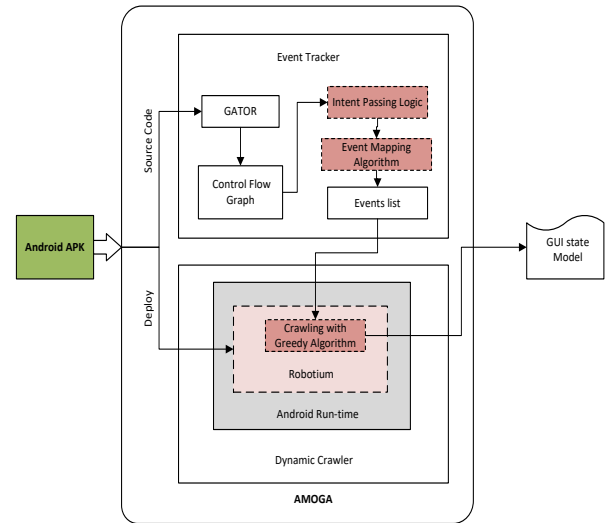 Event Tracker
GATOR
Intent Passing Logic
Source Code
Event Mapping
Algorithm
Control Flow
Graph
Events list
Android APK
GUI state
Model
Deploy
Crawling with
Greedy Algorithm
Robotium
Android Run-time
Dynamic Crawler
AMOGA